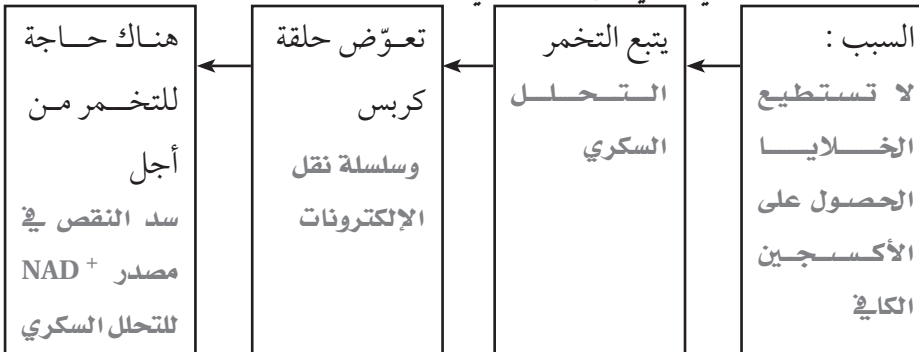 السبب :
لا تستطيع
الخلايا
الحصول على
الأكسجين
الكافي
يتبع التخمر
التحلل
السكري
تعوّض حلقة
كربس
وسلسلة نقل
الإلكترونات
هناك حاجة
للتخمر من
أجل
سد النقص في
مصدر NAD +
للتحلل السكري